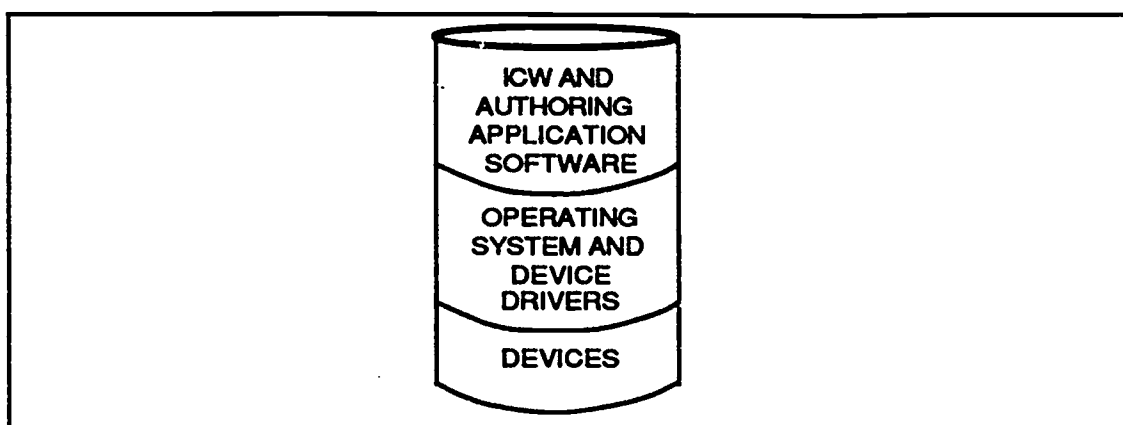 ICW AND
AUTHORING
APPLICATION
SOFTWARE
OPERATING
SYSTEM AND
DEVICE
DRIVERS
DEVICES